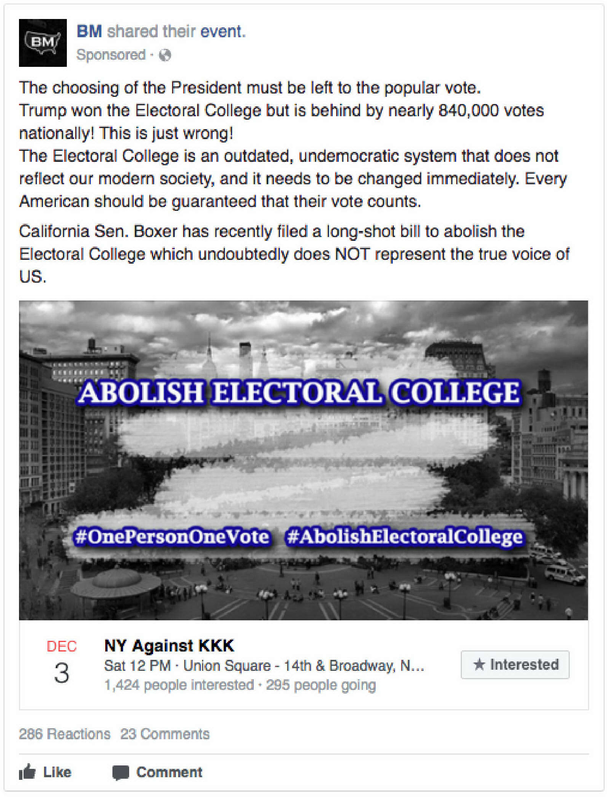 BM
BM shared their event.
Sponsored ·
The choosing of the President must be left to the popular vote.
Trump won the Electoral College but is behind by nearly 840,000 votes
nationally! This is just wrong!
The Electoral College is an outdated, undemocratic system that does not
reflect our modern society, and it needs to be changed immediately. Every
American should be guaranteed that their vote counts.
California Sen. Boxer has recently filed a long-shot bill to abolish the
Electoral College which undoubtedly does NOT represent the true voice of
US.
ABOLISH ELECTORAL COLLEGE
#OnePersonOneVote #AbolishElectoralCollege
DEC
3
NY Against KKK
Sat 12 PM · Union Square - 14th & Broadway, N...
1,424 people interested · 295 people going
★ Interested
286 Reactions 23 Comments
Like Comment